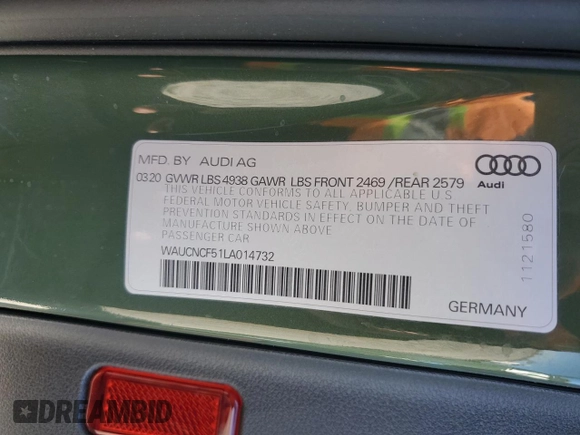 MFD. BY AUDI AG
03.20 GVWR LBS 4938 GAWR LBS FRONT 2469 /REAR 2579
THIS VEHICLE CONFORMS TO ALL APPLICABLE U.S
FEDERAL MOTOR VEHICLE SAFETY, BUMPER AND THEFT
PREVENTION STANDARDS IN EFFECT ON THE DATE OF
MANUFACTURE SHOWN ABOVE
PASSENGER CAR
WAUCNCF51LA014732
Audi
1121580
GERMANY
DREAMBID